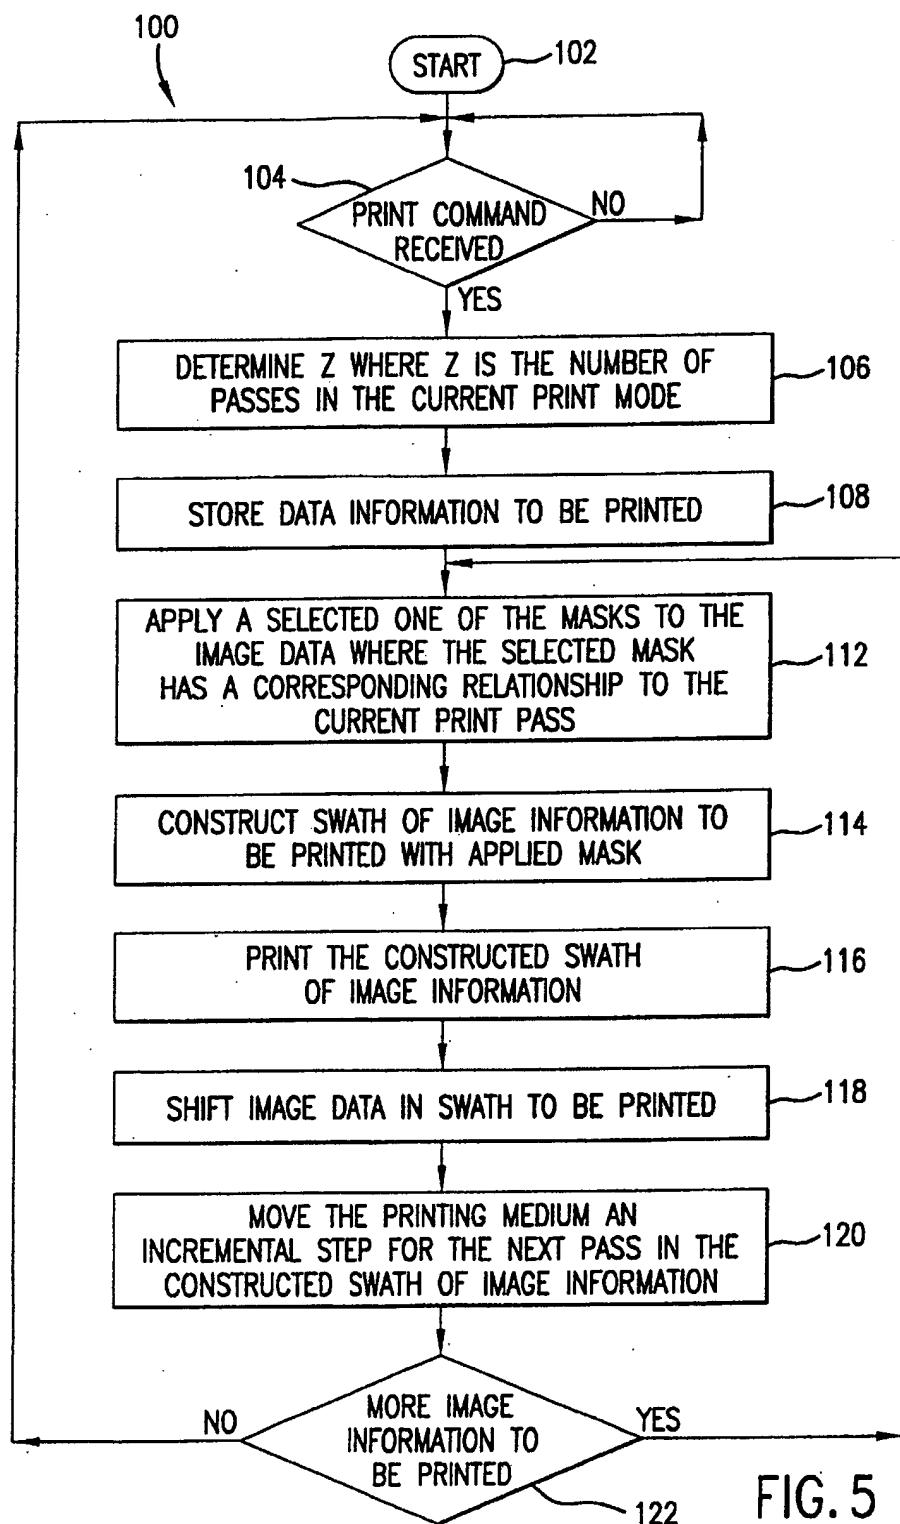 100
START
102
104
PRINT COMMAND
RECEIVED
NO
YES
DETERMINE Z WHERE Z IS THE NUMBER OF
PASSES IN THE CURRENT PRINT MODE
106
STORE DATA INFORMATION TO BE PRINTED
108
APPLY A SELECTED ONE OF THE MASKS TO THE
IMAGE DATA WHERE THE SELECTED MASK
HAS A CORRESPONDING RELATIONSHIP TO THE
CURRENT PRINT PASS
112
CONSTRUCT SWATH OF IMAGE INFORMATION TO
BE PRINTED WITH APPLIED MASK
114
PRINT THE CONSTRUCTED SWATH
OF IMAGE INFORMATION
116
SHIFT IMAGE DATA IN SWATH TO BE PRINTED
118
MOVE THE PRINTING MEDIUM AN
INCREMENTAL STEP FOR THE NEXT PASS IN THE
CONSTRUCTED SWATH OF IMAGE INFORMATION
120
NO
MORE IMAGE
INFORMATION TO
BE PRINTED
YES
122
FIG. 5